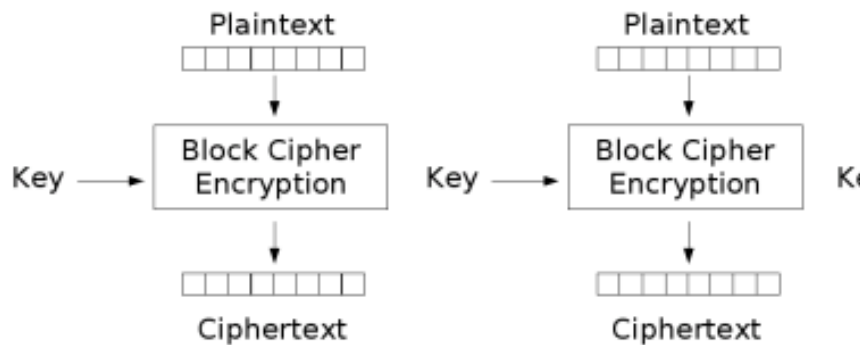 Plaintext
Plaintext
Key
Block Cipher
Encryption
Key
Block Cipher
Encryption
Ciphertext
Ciphertext